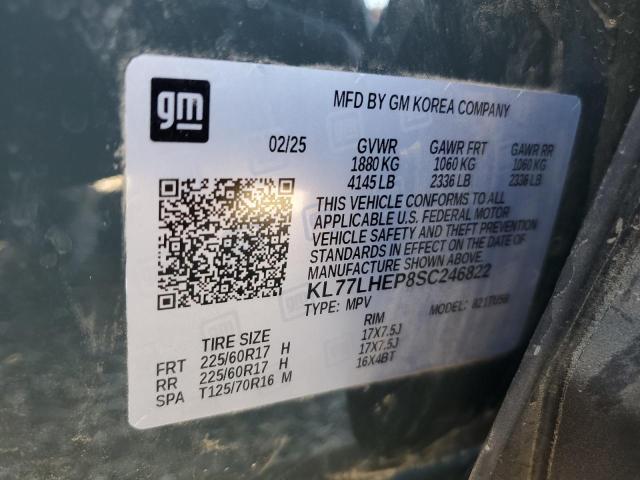 gm
MFD BY GM KOREA COMPANY
02/25 GVWR GAWR FRT GAWR RR
1880 KG 1060 KG 1060 KG
4145 LB 2336 LB 2336 LB
THIS VEHICLE CONFORMS TO ALL
APPLICABLE U.S. FEDERAL MOTOR
VEHICLE SAFETY AND THEFT PREVENTION
STANDARDS IN EFFECT ON THE DATE OF
MANUFACTURE SHOWN ABOVE.
KL77LHEP8SC246822
TYPE: MPV MODEL:
TIRE SIZE RIM
FRT 225/60R17 H 17X7.5J
RR 225/60R17 H 17X7.5J
SPA T125/70R16 M 16X4BT